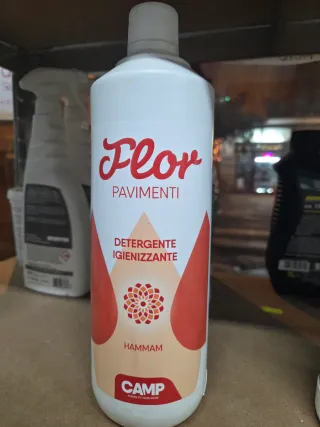 Flor
PAVIMENTI
DETERGENTE
IGIENIZZANTE
HAMMAM
CAMP